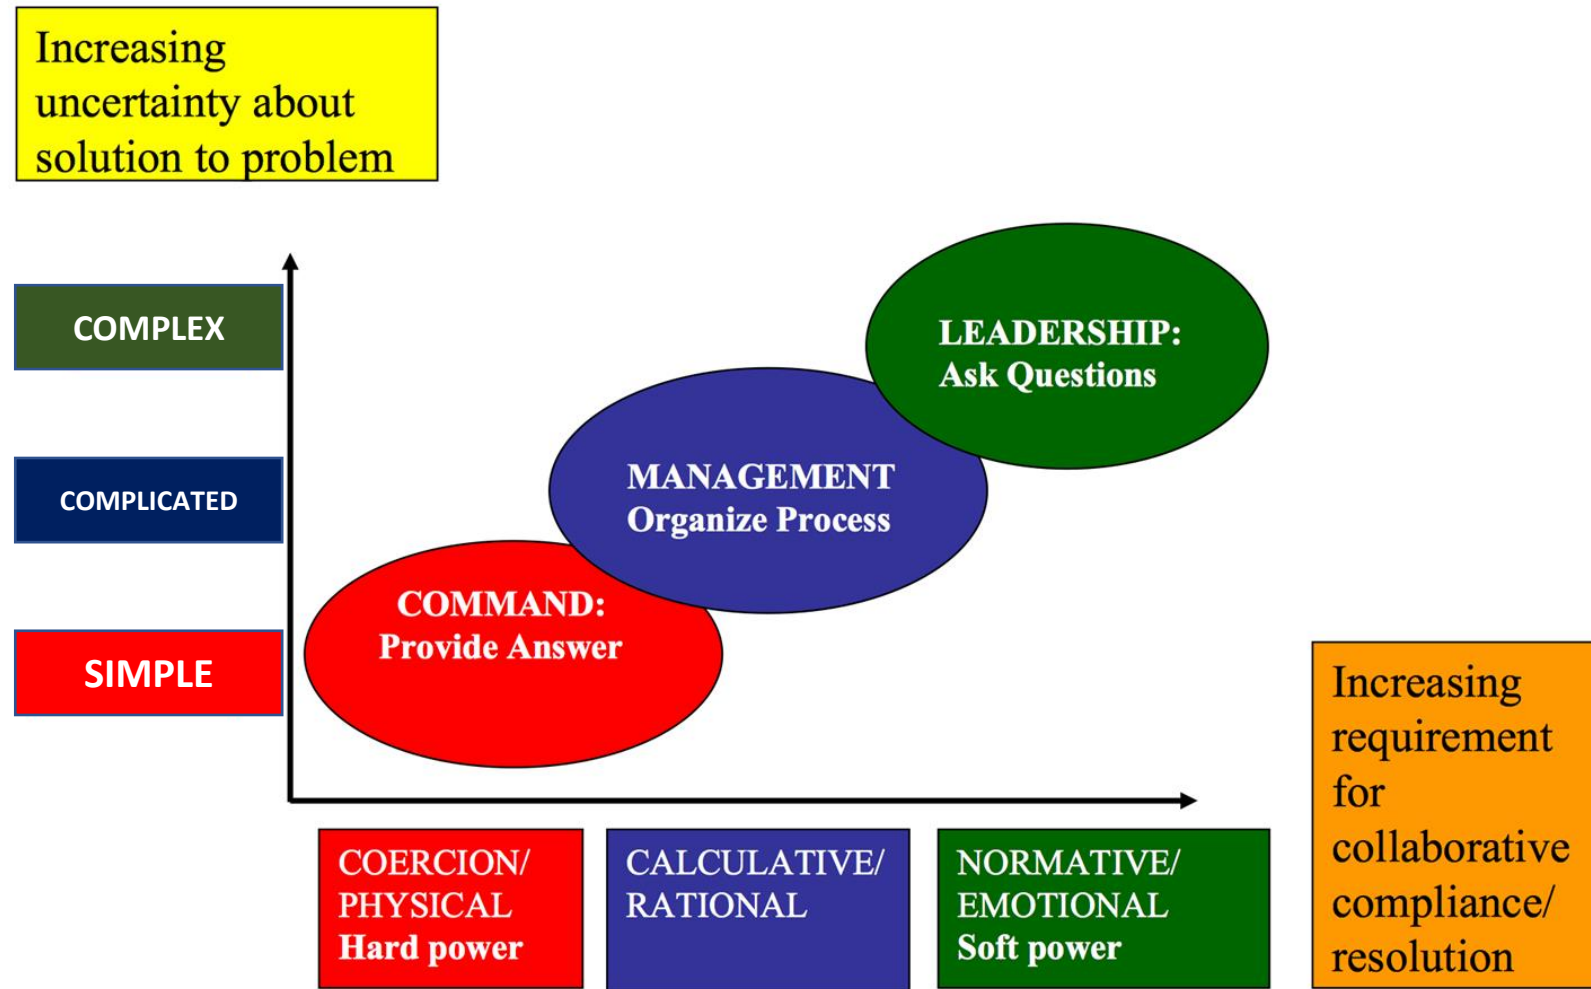 Increasing
uncertainty about
solution to problem
COMPLEX
LEADERSHIP:
Ask Questions
COMPLICATED
MANAGEMENT
Organize Process
COMMAND:
Provide Answer
SIMPLE
COERCION/
PHYSICAL
Hard power
CALCULATIVE/
RATIONAL
NORMATIVE/
EMOTIONAL
Soft power
Increasing
requirement
for
collaborative
compliance/
resolution